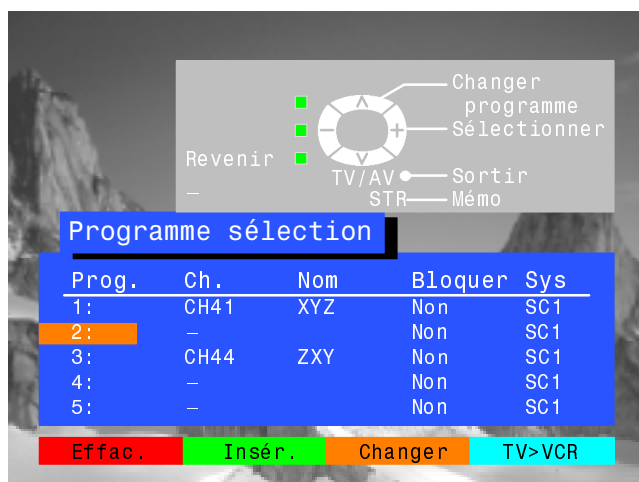 Changer
programme
Sélectionner
Revenir
TV/AV Sortir
– STR Mémo
Programme sélection
Prog. Ch. Nom Bloquer Sys
1: CH41 XYZ Non SC1
2: – Non SC1
3: CH44 ZXY Non SC1
4: – Non SC1
5: – Non SC1
Effac. Insér. Changer TV>VCR